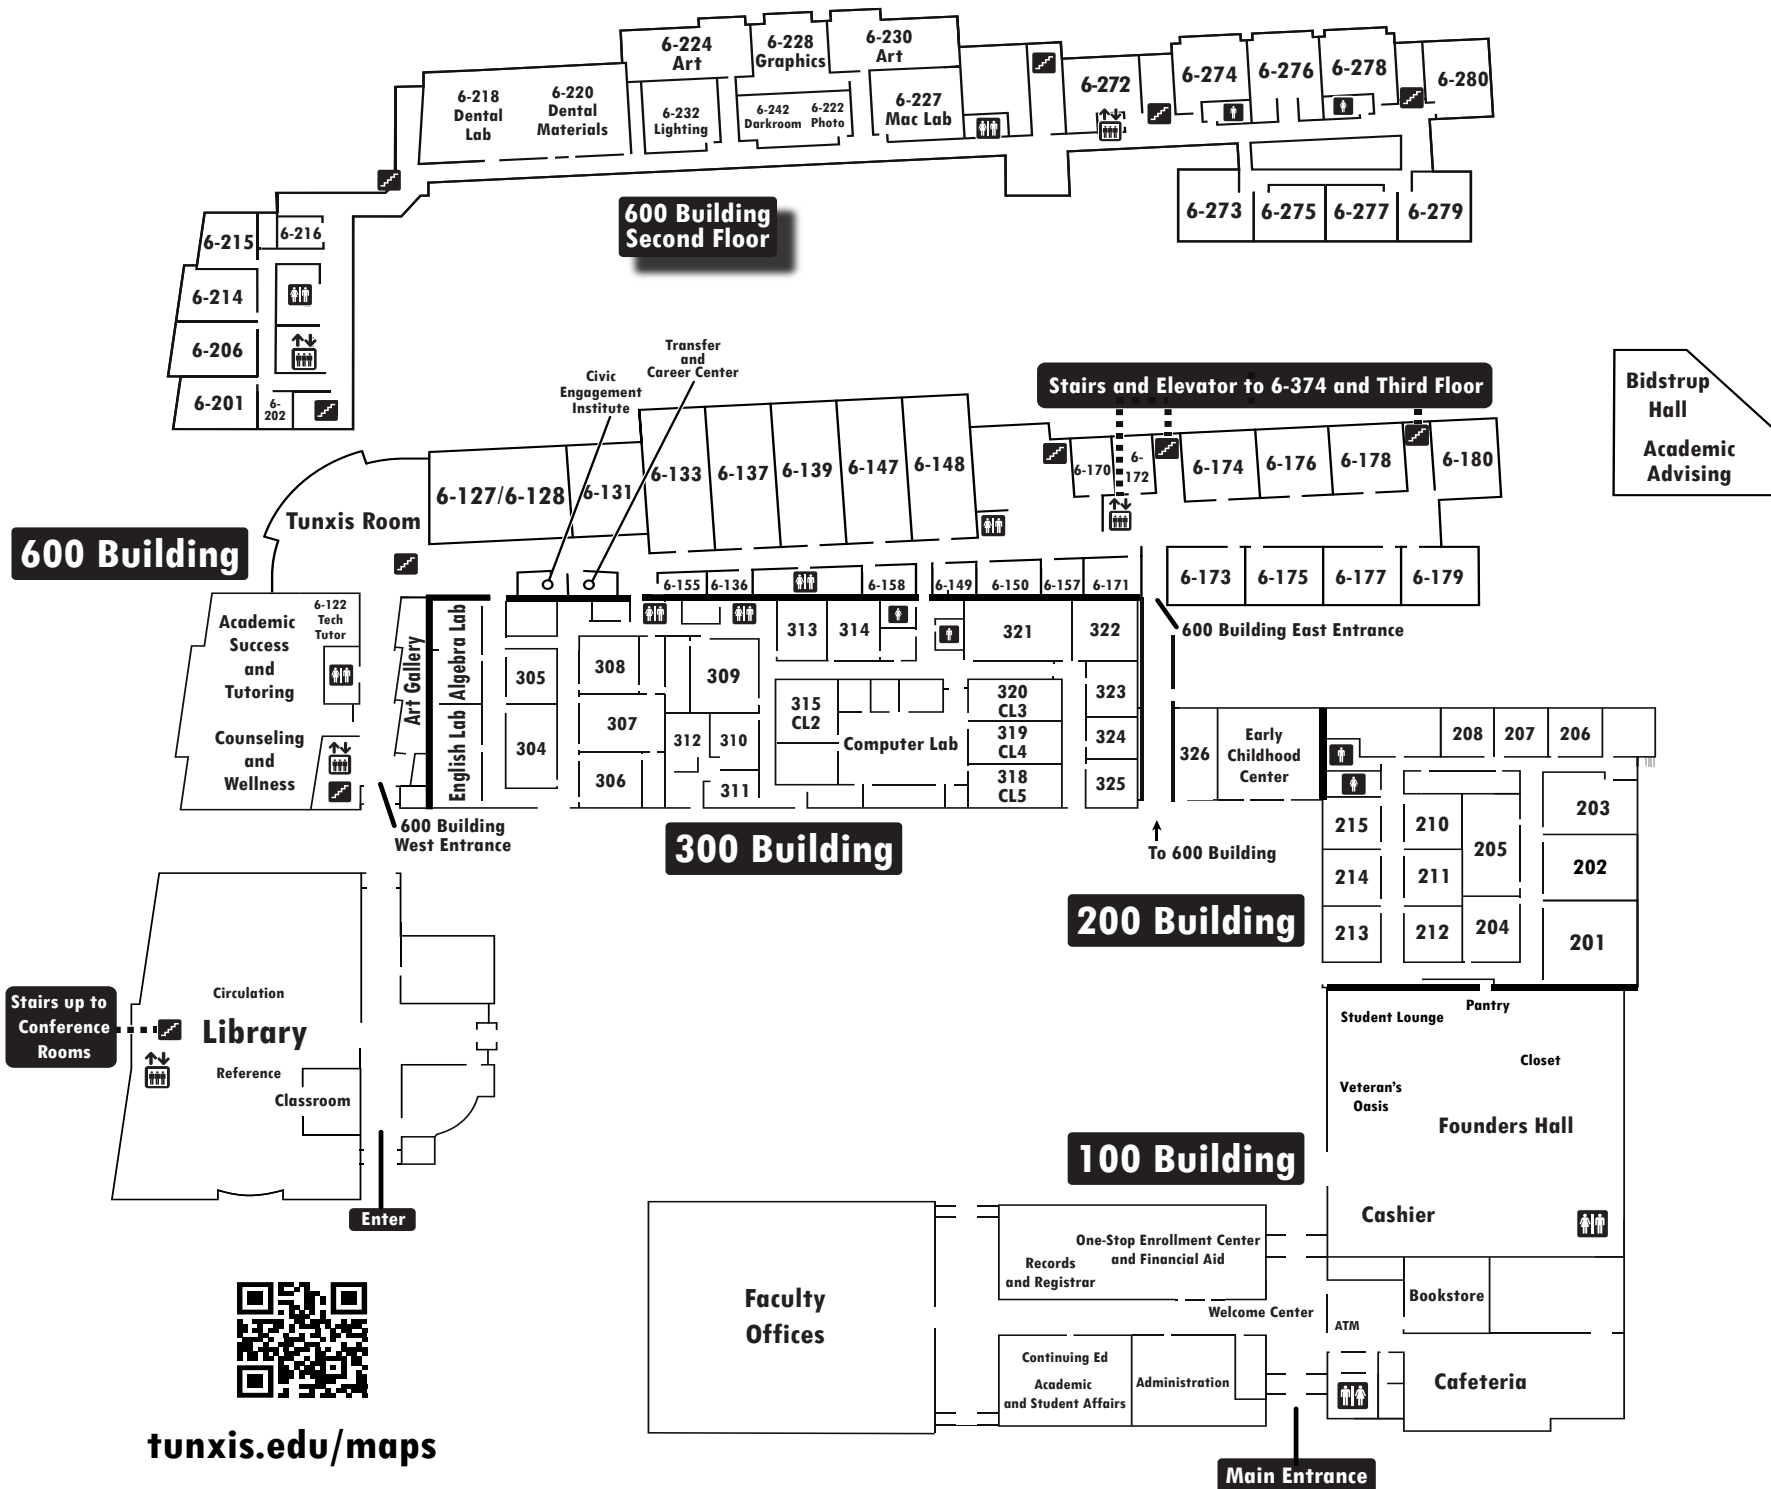 6-224
Art
6-228
Graphics
6-230
Art
6-218
Dental
Lab
6-220
Dental
Materials
6-232
Lighting
6-242
Darkroom
6-222
Photo
6-227
Mac Lab
6-272
6-274
6-276
6-278
6-280
6-273
6-275
6-277
6-279
600 Building
Second Floor
6-215
6-216
6-214
6-206
6-201
6-
202
Civic
Engagement
Institute
Transfer
and
Career Center
Stairs and Elevator to 6-374 and Third Floor
Bidstrup
Hall
Academic
Advising
600 Building
Tunxis Room
6-127/6-128
6-131
6-133
6-137
6-139
6-147
6-148
6-170
6-
172
6-174
6-176
6-178
6-180
6-155
6-136
6-158
6-149
6-150
6-157
6-171
6-173
6-175
6-177
6-179
600 Building East Entrance
Academic
Success
and
Tutoring
6-122
Tech
Tutor
Counseling
and
Wellness
Art Gallery
Algebra Lab
English Lab
305
304
308
307
306
309
312
310
311
313
314
315
CL2
Computer Lab
321
322
320
CL3
319
CL4
318
CL5
323
324
325
326
Early
Childhood
Center
600 Building
West Entrance
300 Building
To 600 Building
208
207
206
203
215
210
205
202
214
211
213
212
204
201
200 Building
Stairs up to
Conference
Rooms
Circulation
Library
Reference
Classroom
Enter
Student Lounge
Pantry
Closet
Veteran's
Oasis
Founders Hall
100 Building
Cashier
One-Stop Enrollment Center
and Financial Aid
Records
and Registrar
Faculty
Offices
Welcome Center
ATM
Bookstore
Continuing Ed
Academic
and Student Affairs
Administration
Cafeteria
Main Entrance
tunxis.edu/maps